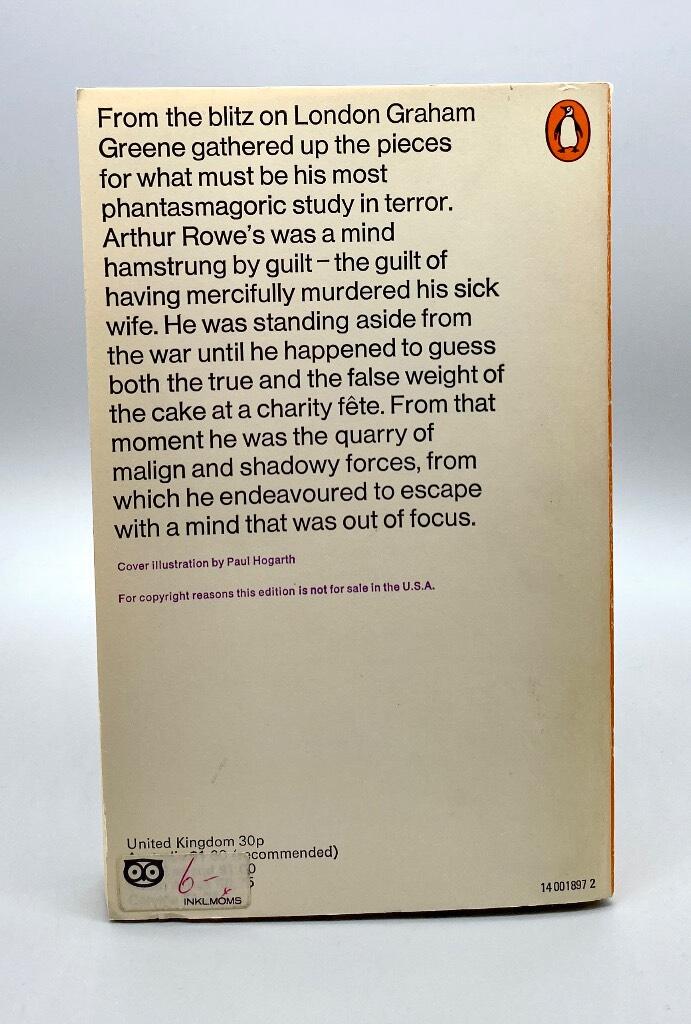 From the blitz on London Graham
Greene gathered up the pieces
for what must be his most
phantasmagoric study in terror.
Arthur Rowe's was a mind
hamstrung by guilt – the guilt of
having mercifully murdered his sick
wife. He was standing aside from
the war until he happened to guess
both the true and the false weight of
the cake at a charity fête. From that
moment he was the quarry of
malign and shadowy forces, from
which he endeavoured to escape
with a mind that was out of focus.
Cover illustration by Paul Hogarth
For copyright reasons this edition is not for sale in the U.S.A.
United Kingdom 30p
(recommended)
6-
INKL.MOMS
14 001897 2